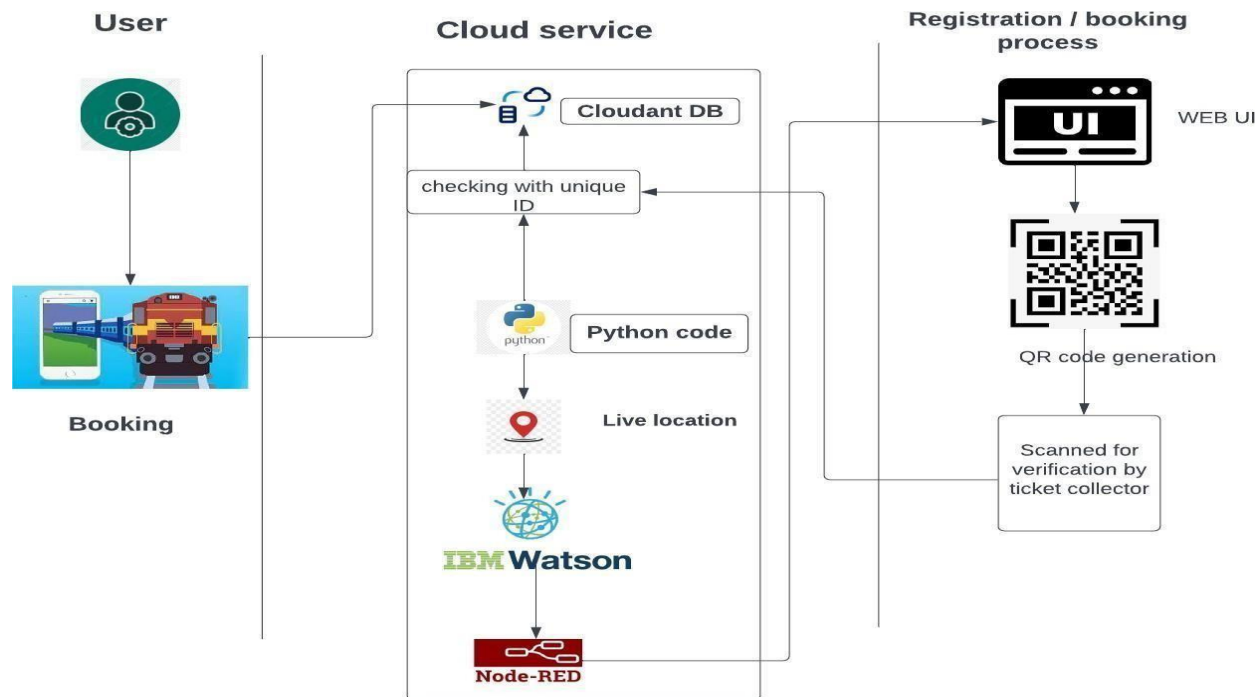 User
Booking
Cloud service
Cloudant DB
checking with unique
ID
python
Python code
Live location
IBM Watson
Node-RED
Registration / booking
process
UI
WEB UI
QR code generation
Scanned for
verification by
ticket collector